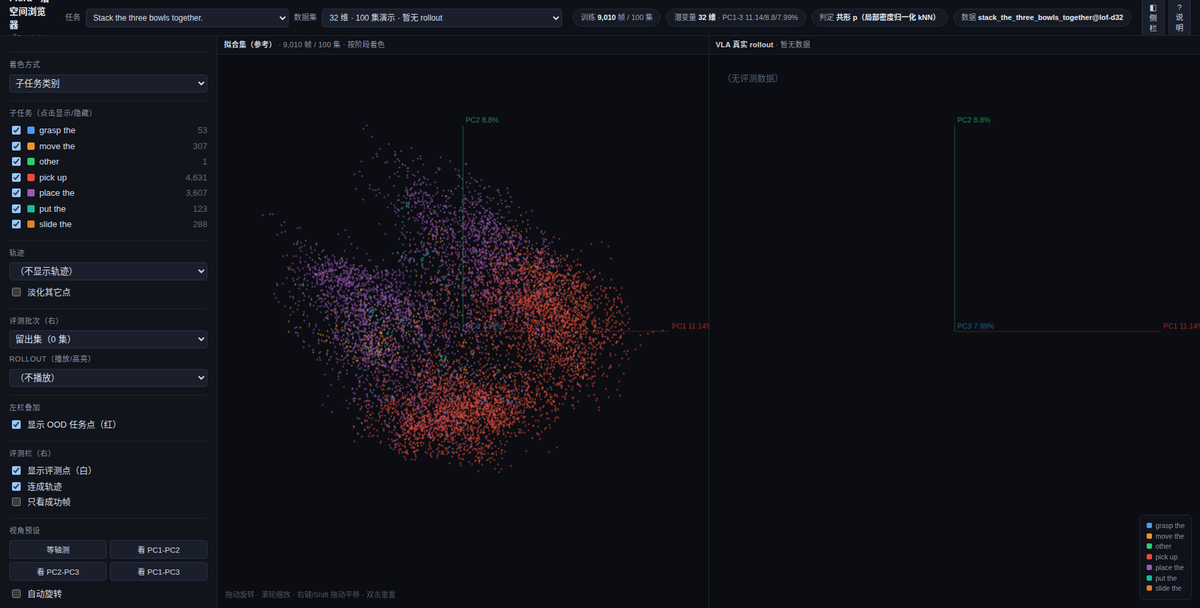 空间浏览器
任务
Stack the three bowls together.
数据集
32 维 · 100 集演示 · 暂无 rollout
训练 9,010 帧 / 100 集
潜变量 32 维 · PC1-3 11.14/8.8/7.99%
判定 共形 p（局部密度归一化 kNN）
数据 stack_the_three_bowls_together@lof-d32
◧ 侧栏
? 说明
着色方式
子任务类别
子任务（点击显示/隐藏）
grasp the 53
move the 307
other 1
pick up 4,631
place the 3,607
put the 123
slide the 288
轨迹
（不显示轨迹）
淡化其它点
评测批次（右）
留出集（0 集）
ROLLOUT（播放/高亮）
（不播放）
左栏叠加
显示 OOD 任务点（红）
评测栏（右）
显示评测点（白）
连成轨迹
只看成功帧
视角预设
等轴测
看 PC1-PC2
看 PC2-PC3
看 PC1-PC3
自动旋转
拟合集（参考） · 9,010 帧 / 100 集 · 按阶段着色
PC2 8.8%
PC1 11.14%
拖动旋转 · 滚轮缩放 · 右键/Shift 拖动平移 · 双击重置
VLA 真实 rollout · 暂无数据
（无评测数据）
PC2 8.8%
PC3 7.99%
PC1 11.14%
grasp the
move the
other
pick up
place the
put the
slide the